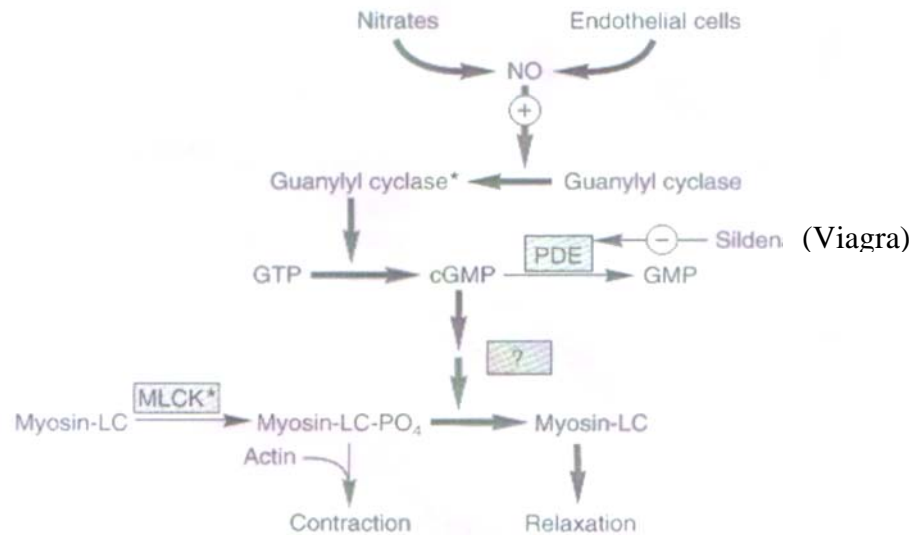 Nitrates Endothelial cells
NO
+
Guanylyl cyclase* Guanylyl cyclase
− Silden (Viagra)
PDE
GTP cGMP GMP
?
MLCK*
Myosin-LC Myosin-LC-PO₄ Myosin-LC
Actin
Contraction Relaxation